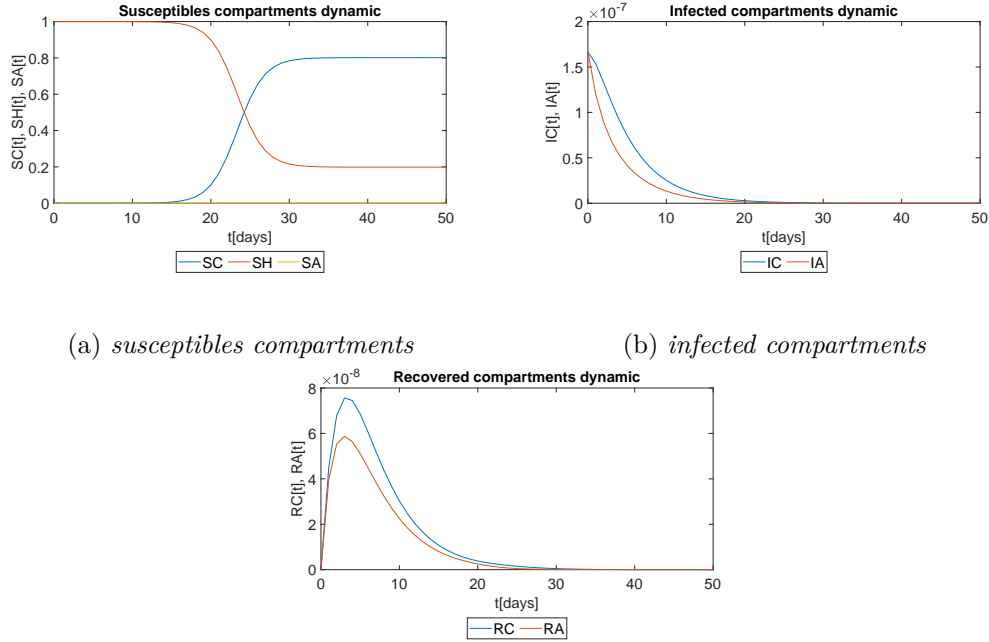 Susceptibles compartments dynamic
SC[t], SH[t], SA[t]
1
0.8
0.6
0.4
0.2
0
0 10 20 30 40 50
t[days]
SC SH SA
(a) susceptibles compartments
Infected compartments dynamic
×10-7
IC[t], IA[t]
2
1.5
1
0.5
0
0 10 20 30 40 50
t[days]
IC IA
(b) infected compartments
Recovered compartments dynamic
×10-8
RC[t], RA[t]
8
6
4
2
0
0 10 20 30 40 50
t[days]
RC RA